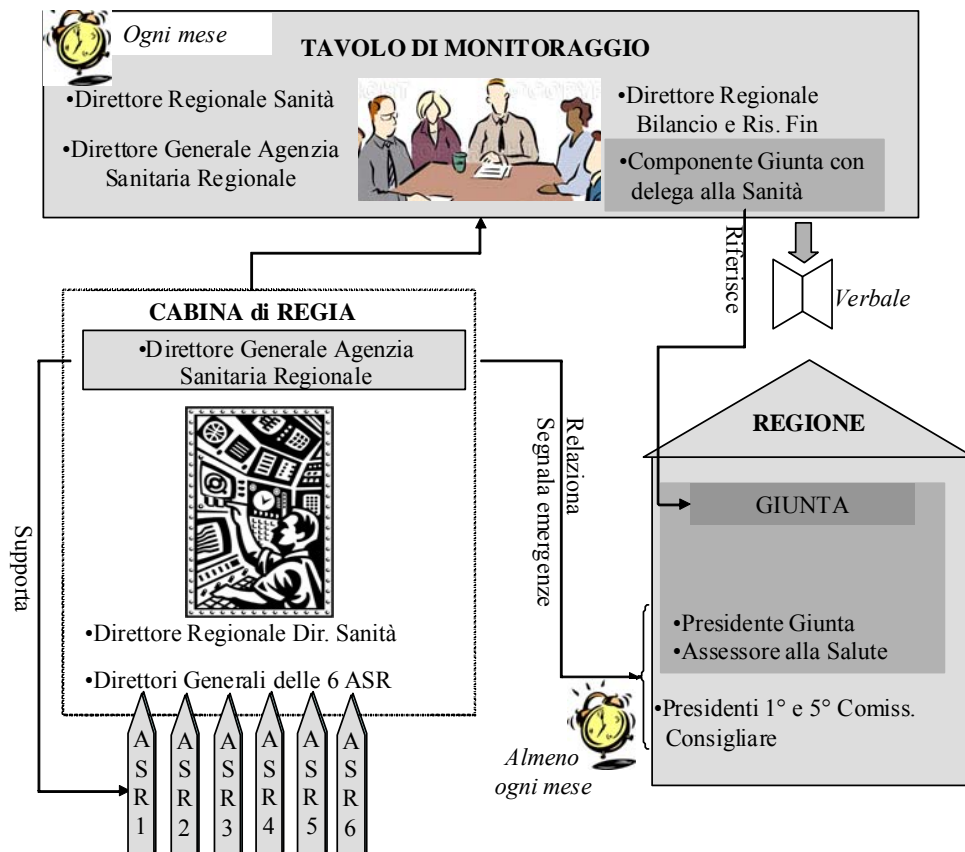 Ogni mese
TAVOLO DI MONITORAGGIO
•Direttore Regionale Sanità
•Direttore Generale Agenzia
Sanitaria Regionale
•Direttore Regionale
Bilancio e Ris. Fin
•Componente Giunta con
delega alla Sanità
Riferisce
Verbale
CABINA di REGIA
•Direttore Generale Agenzia
Sanitaria Regionale
•Direttore Regionale Dir. Sanità
•Direttori Generali delle 6 ASR
Supporta
ASR1
ASR2
ASR3
ASR4
ASR5
ASR6
Relaziona
Segnala emergenze
Almeno
ogni mese
REGIONE
GIUNTA
•Presidente Giunta
•Assessore alla Salute
•Presidenti 1° e 5° Comiss.
Consigliare